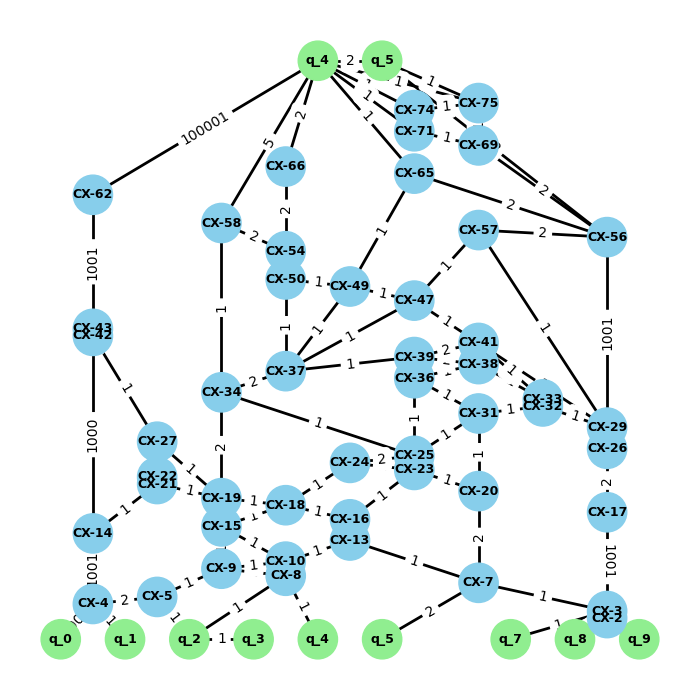 q_4 2 q_5
1 1
CX-75
CX-74 1
1
100001 1 2
CX-71 1
5 CX-69
CX-66
CX-65
2
CX-62 2 2
CX-58 CX-57 2 CX-56
1
2 CX-54
1001 1
CX-50 1 CX-49 1 CX-47
1 1 1 1 1 1 1001
CX-43
CX-42
CX-41
2
CX-39
CX-38
CX-37 1 1
CX-36
1 2 1
CX-34
CX-33
CX-32
1000 1 1 1 CX-31 1 1
CX-29
CX-27 2 1
CX-26
CX-25
CX-24 2
CX-23
1 1
CX-22
CX-21
1 1 1 1 2
CX-20
CX-19 1 CX-18
1 1 1
CX-17
CX-16
CX-15
CX-14
1 2
CX-13
1 1
CX-10
CX-9 1
CX-8
1 1001
1001 1 CX-7
CX-5 1
CX-4 2
CX-3
CX-2
1 1 1 2 1
q_0 q_1 q_2 1 q_3 q_4 q_5 q_7 q_8 q_9